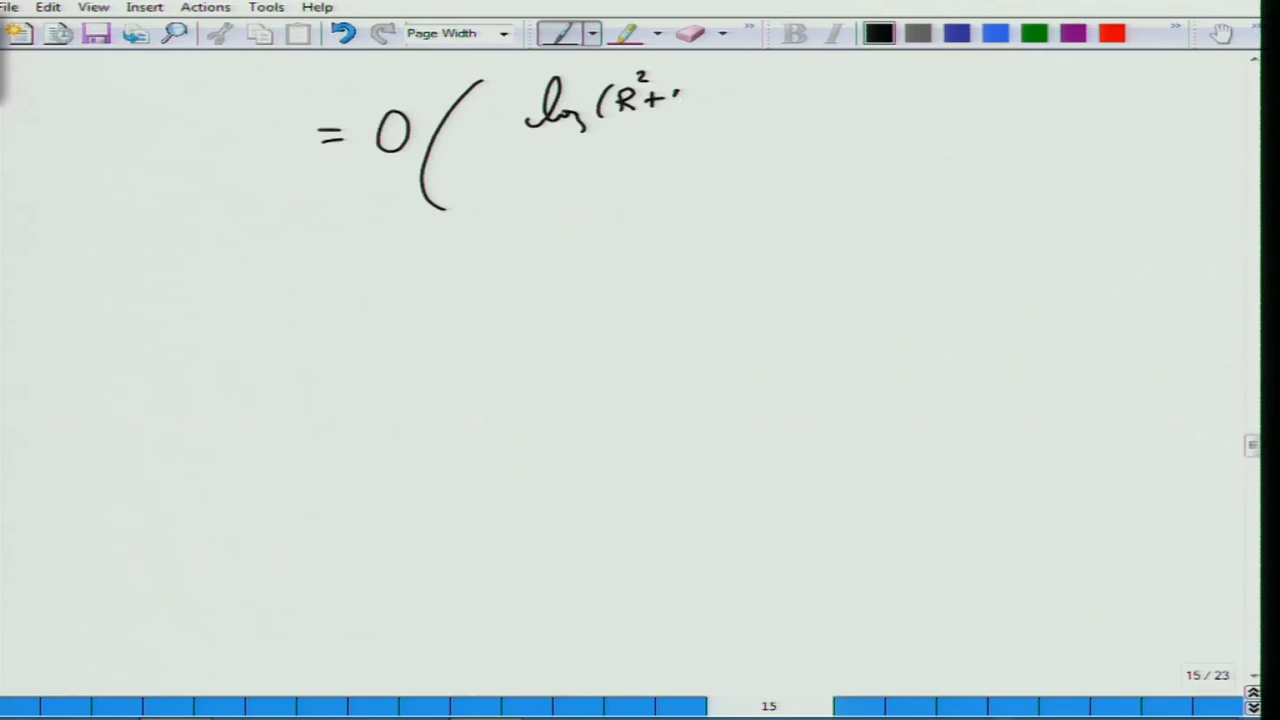 File Edit View Insert Actions Tools Help
Page Width B I
= O ( log (R²+
15 / 23
15